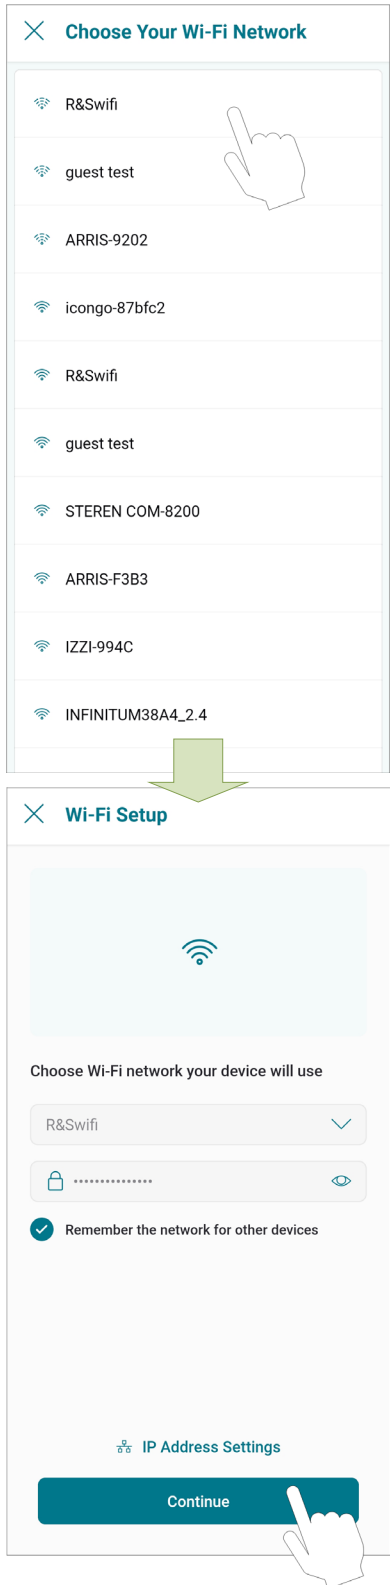 Choose Your Wi-Fi Network
R&Swifi
guest test
ARRIS-9202
icongo-87bfc2
R&Swifi
guest test
STEREN COM-8200
ARRIS-F3B3
IZZI-994C
INFINITUM38A4_2.4
Wi-Fi Setup
Choose Wi-Fi network your device will use
R&Swifi
•••••••••••••••
Remember the network for other devices
IP Address Settings
Continue